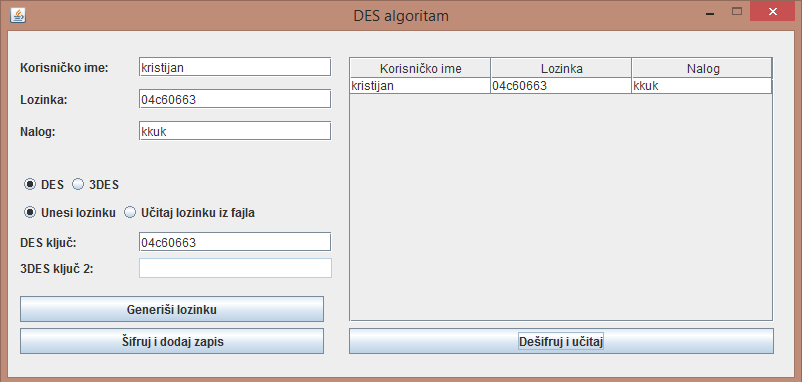 DES algoritam
Korisničko ime: kristijan
Lozinka: 04c60663
Nalog: kkuk
DES 3DES
Unesi lozinku Učitaj lozinku iz fajla
DES ključ: 04c60663
3DES ključ 2:
Generiši lozinku
Šifruj i dodaj zapis
Korisničko ime Lozinka Nalog
kristijan 04c60663 kkuk
Dešifruj i učitaj